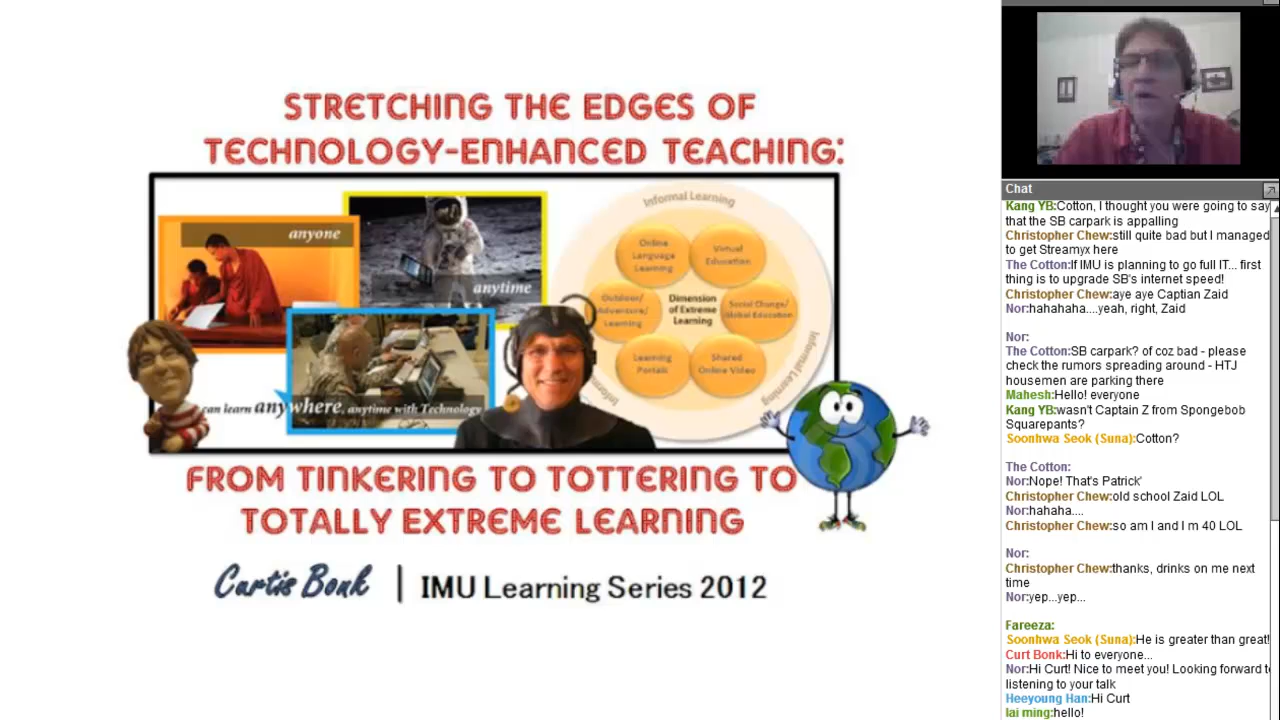 STRETCHING THE EDGES OF
TECHNOLOGY-ENHANCED TEACHING:
anyone
anytime
can learn anywhere, anytime with Technology
Informal Learning
Online
Language
Learning
Virtual
Education
Outdoor/
Adventure/
Learning
Dimension
of Extreme
Learning
Social Change/
Global Education
Learning
Portals
Shared
Online Video
Informal Learning
FROM TINKERING TO TOTTERING TO
TOTALLY EXTREME LEARNING
Curtis Bonk | IMU Learning Series 2012
Chat
Kang YB:Cotton, I thought you were going to say
that the SB carpark is appalling
Christopher Chew:still quite bad but I managed
to get Streamyx here
The Cotton:If IMU is planning to go full IT... first
thing is to upgrade SB's internet speed!
Christopher Chew:aye aye Captian Zaid
Nor:hahahaha....yeah, right, Zaid
Nor:
The Cotton:SB carpark? of coz bad - please
check the rumors spreading around - HTJ
housemen are parking there
Mahesh:Hello! everyone
Kang YB:wasn't Captain Z from Spongebob
Squarepants?
Soonhwa Seok (Suna):Cotton?
The Cotton:
Nor:Nope! That's Patrick'
Christopher Chew:old school Zaid LOL
Nor:hahaha....
Christopher Chew:so am I and I m 40 LOL
Nor:
Christopher Chew:thanks, drinks on me next
time
Nor:yep...yep...
Fareeza:
Soonhwa Seok (Suna):He is greater than great!
Curt Bonk:Hi to everyone...
Nor:Hi Curt! Nice to meet you! Looking forward t
listening to your talk
Heeyoung Han:Hi Curt
lai ming:hello!